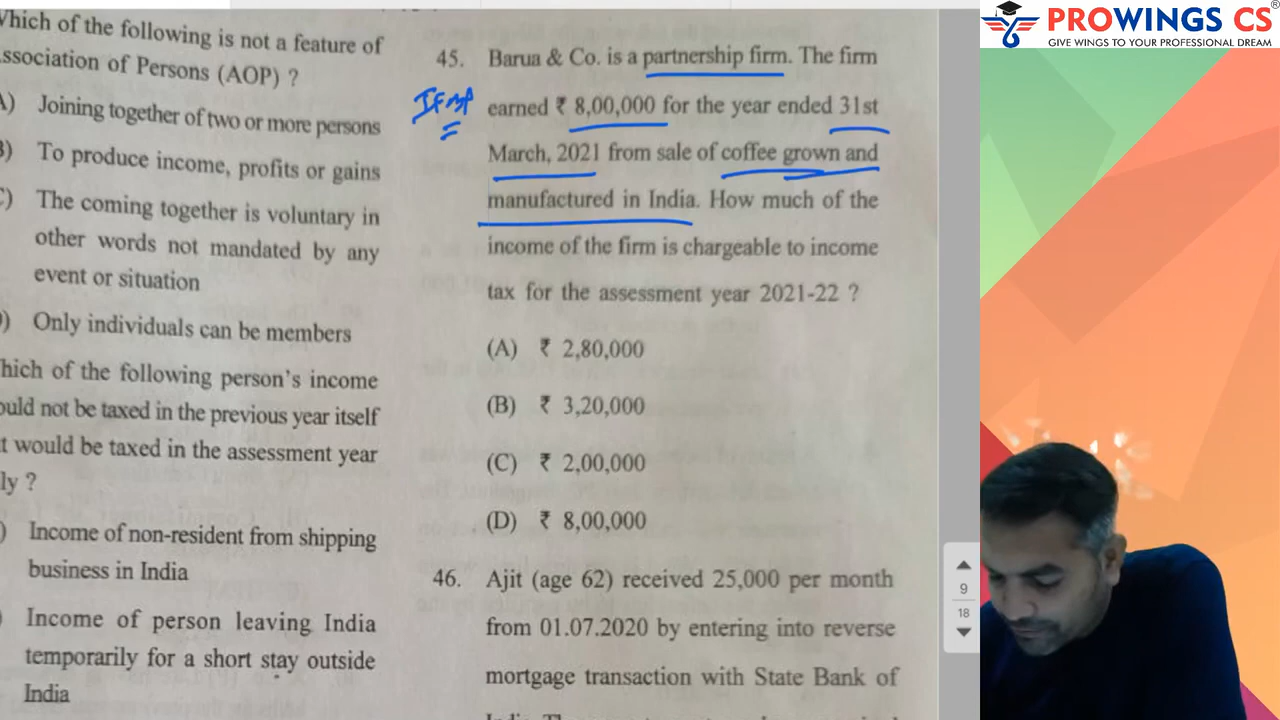 Which of the following is not a feature of
Association of Persons (AOP) ?
A) Joining together of two or more persons
B) To produce income, profits or gains
C) The coming together is voluntary in
other words not mandated by any
event or situation
D) Only individuals can be members
hich of the following person's income
ould not be taxed in the previous year itself
t would be taxed in the assessment year
ly ?
) Income of non-resident from shipping
business in India
) Income of person leaving India
temporarily for a short stay outside
India
45. Barua & Co. is a partnership firm. The firm
earned ₹ 8,00,000 for the year ended 31st
March, 2021 from sale of coffee grown and
manufactured in India. How much of the
income of the firm is chargeable to income
tax for the assessment year 2021-22 ?
(A) ₹ 2,80,000
(B) ₹ 3,20,000
(C) ₹ 2,00,000
(D) ₹ 8,00,000
46. Ajit (age 62) received 25,000 per month
from 01.07.2020 by entering into reverse
mortgage transaction with State Bank of
PROWINGS CS®
GIVE WINGS TO YOUR PROFESSIONAL DREAM
9
18